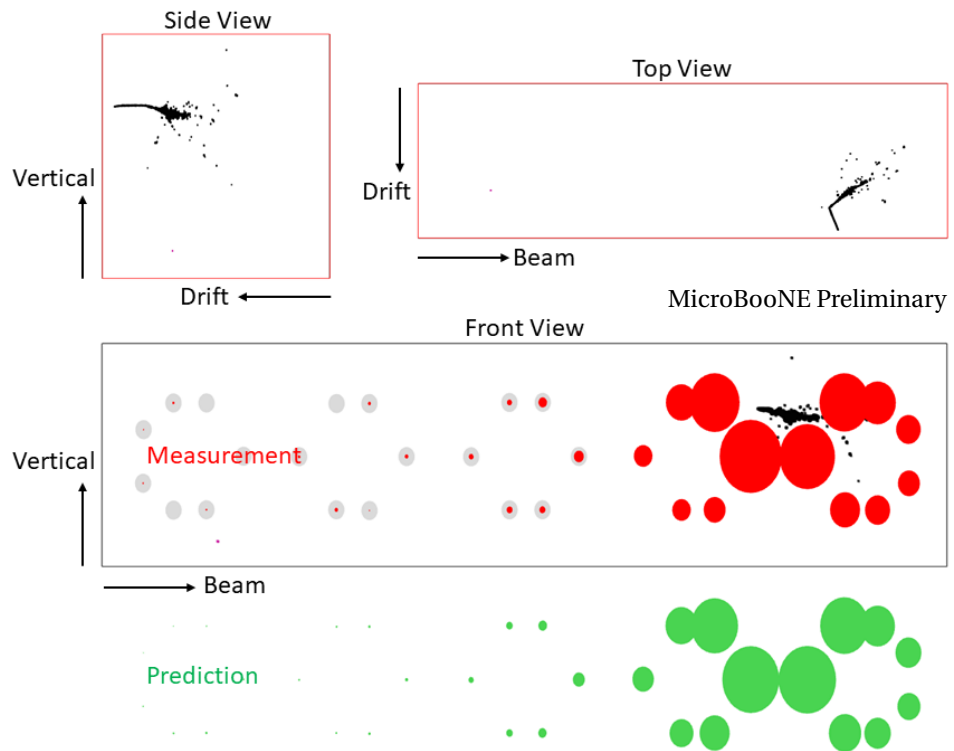 Side View
Top View
Vertical
Drift
Beam
Drift
MicroBooNE Preliminary
Front View
Measurement
Vertical
Beam
Prediction